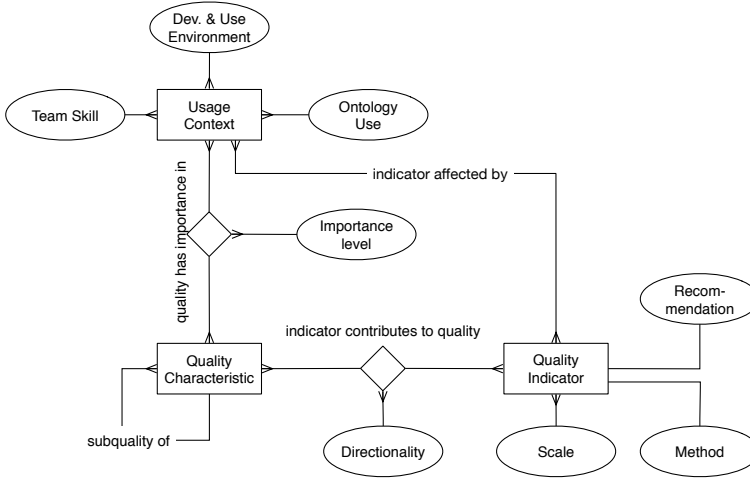 Dev. & Use
Environment
Team Skill
Usage
Context
Ontology
Use
indicator affected by
quality has importance in
Importance
level
Recom-
mendation
indicator contributes to quality
Quality
Characteristic
Quality
Indicator
subquality of
Directionality
Scale
Method